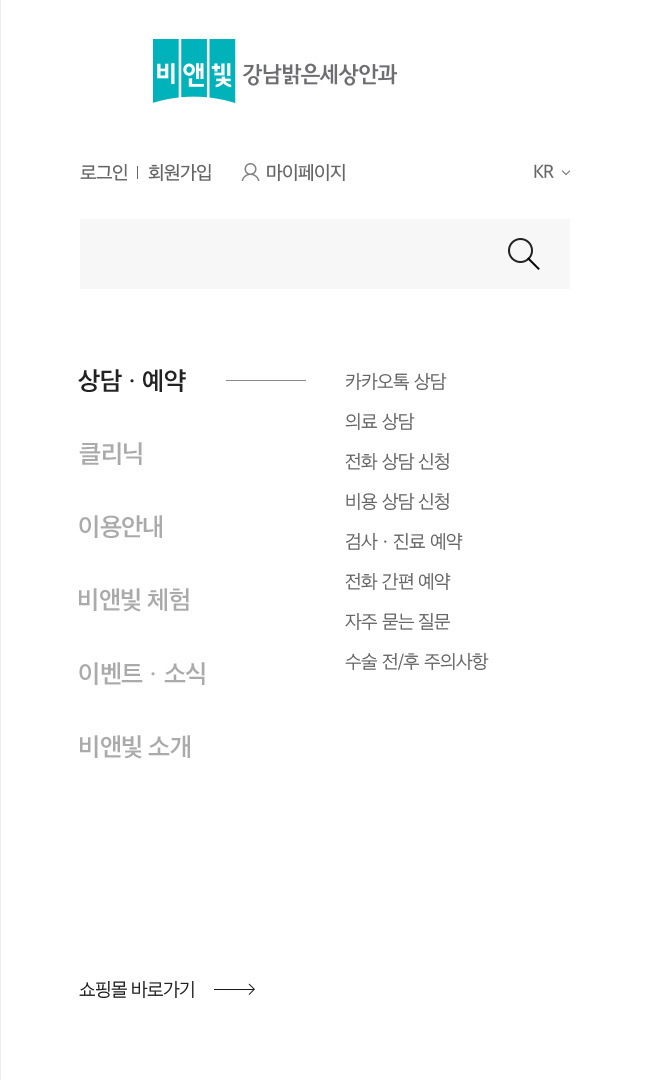 비앤빛 강남밝은세상안과
로그인 | 회원가입 마이페이지 KR
상담 · 예약
클리닉
이용안내
비앤빛 체험
이벤트 · 소식
비앤빛 소개
카카오톡 상담
의료 상담
전화 상담 신청
비용 상담 신청
검사 · 진료 예약
전화 간편 예약
자주 묻는 질문
수술 전/후 주의사항
쇼핑몰 바로가기